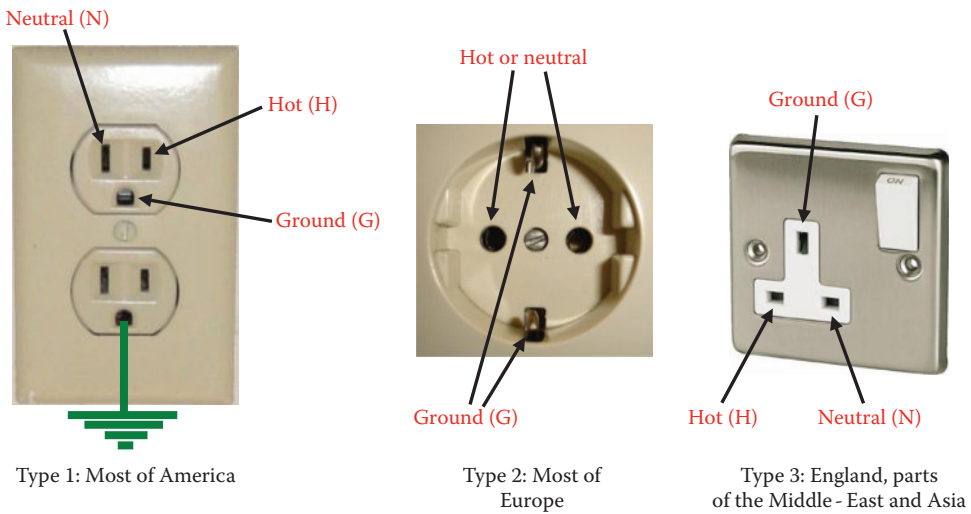 Neutral (N)
Hot (H)
Ground (G)
Type 1: Most of America
Hot or neutral
Ground (G)
Type 2: Most of
Europe
Ground (G)
ON
Hot (H)
Neutral (N)
Type 3: England, parts
of the Middle - East and Asia